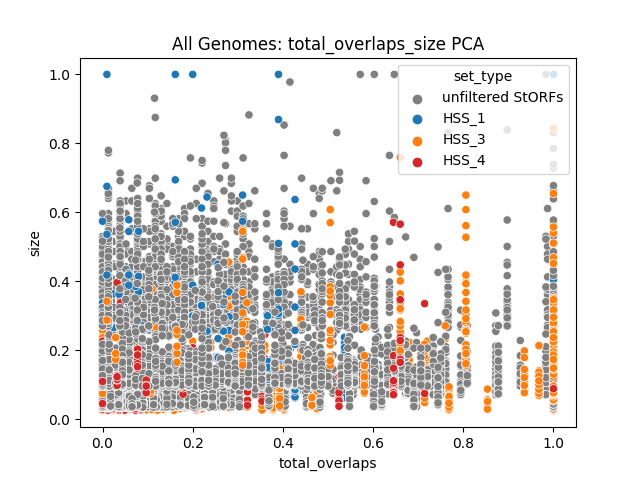 All Genomes: total_overlaps_size PCA
set_type
unfiltered StORFs
HSS_1
HSS_3
HSS_4
size
1.0
0.8
0.6
0.4
0.2
0.0
0.0 0.2 0.4 0.6 0.8 1.0
total_overlaps